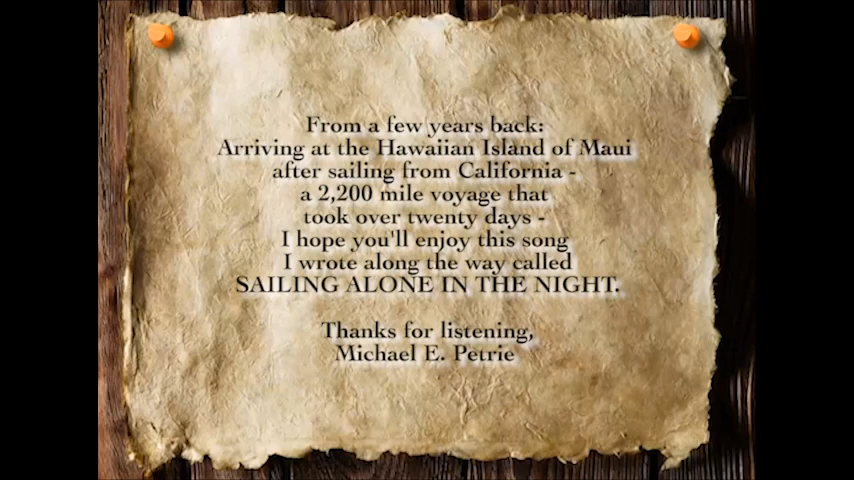 From a few years back:
Arriving at the Hawaiian Island of Maui
after sailing from California -
a 2,200 mile voyage that
took over twenty days -
I hope you'll enjoy this song
I wrote along the way called
SAILING ALONE IN THE NIGHT.
Thanks for listening,
Michael E. Petrie